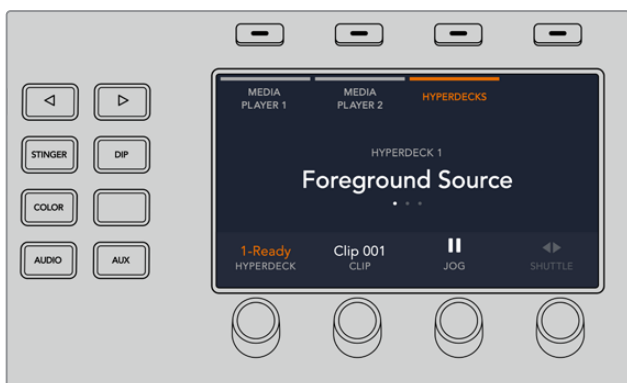 MEDIA
PLAYER 1
MEDIA
PLAYER 2
HYPERDECKS
STINGER
DIP
HYPERDECK 1
Foreground Source
COLOR
AUDIO
AUX
1-Ready
HYPERDECK
Clip 001
CLIP
JOG
SHUTTLE